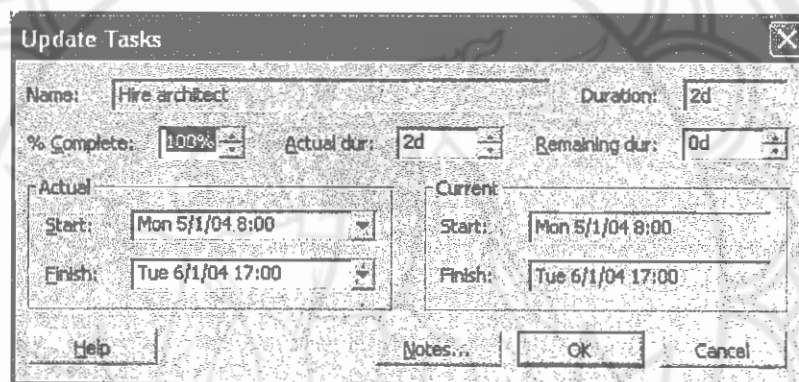 Update Tasks
Name: Hire architect Duration: 2d
% Complete: 100% Actual dur: 2d Remaining dur: 0d
Actual Current
Start: Mon 5/1/04 8:00 Start: Mon 5/1/04 8:00
Finish: Tue 6/1/04 17:00 Finish: Tue 6/1/04 17:00
Help Notes... OK Cancel